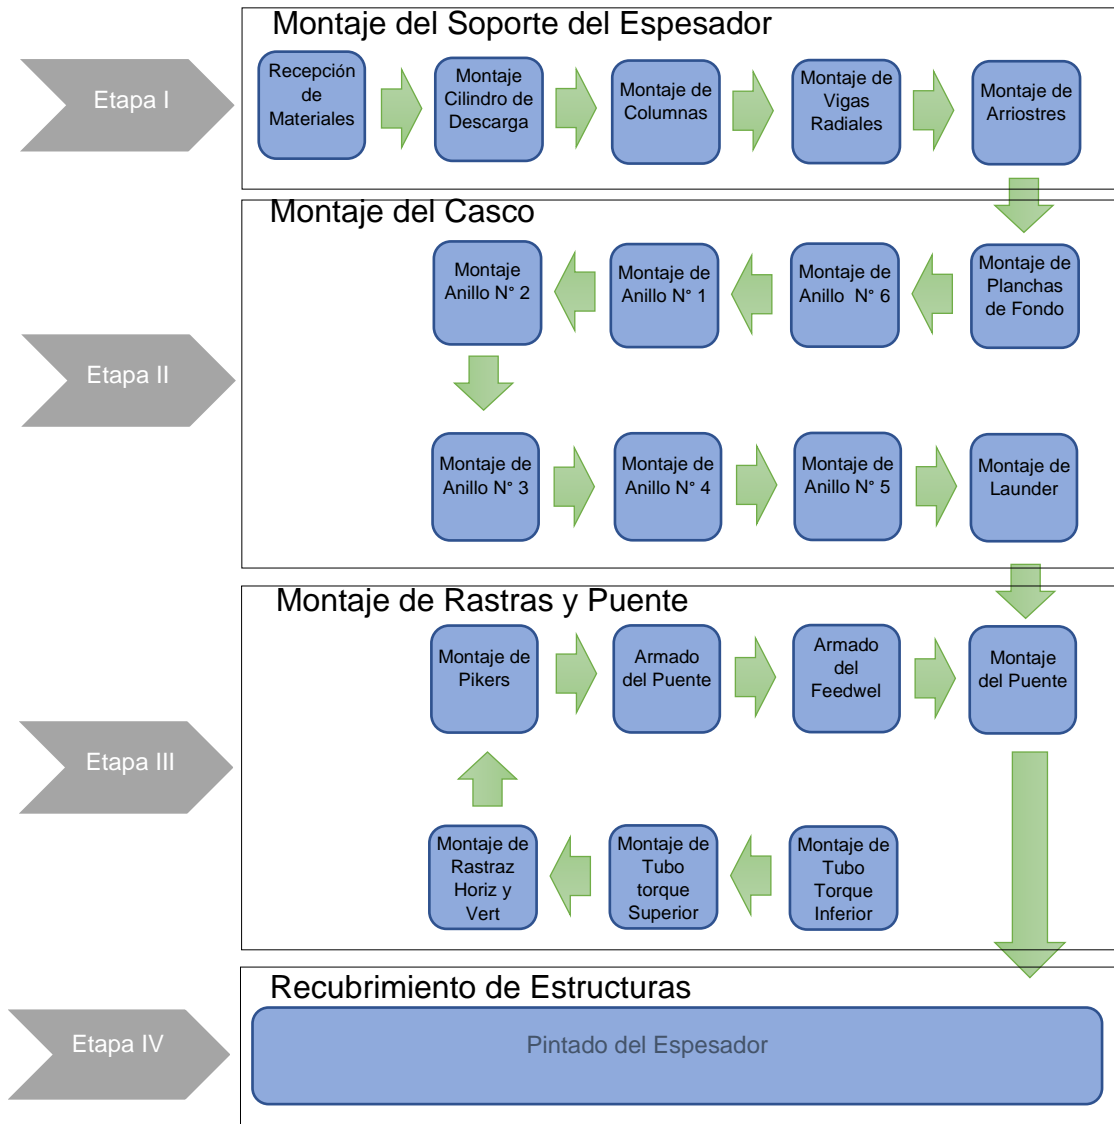 Montaje del Soporte del Espesador
Etapa I
Recepción
de
Materiales
Montaje
Cilindro de
Descarga
Montaje de
Columnas
Montaje de
Vigas
Radiales
Montaje de
Arriostres
Montaje del Casco
Etapa II
Montaje
Anillo N° 2
Montaje de
Anillo N° 1
Montaje de
Anillo  N° 6
Montaje de
Planchas
de Fondo
Montaje de
Anillo N° 3
Montaje de
Anillo N° 4
Montaje de
Anillo N° 5
Montaje de
Launder
Montaje de Rastras y Puente
Etapa III
Montaje de
Pikers
Armado
del Puente
Armado
del
Feedwel
Montaje
del Puente
Montaje de
Rastraz
Horiz y
Vert
Montaje de
Tubo
torque
Superior
Montaje de
Tubo
Torque
Inferior
Recubrimiento de Estructuras
Etapa IV
Pintado del Espesador